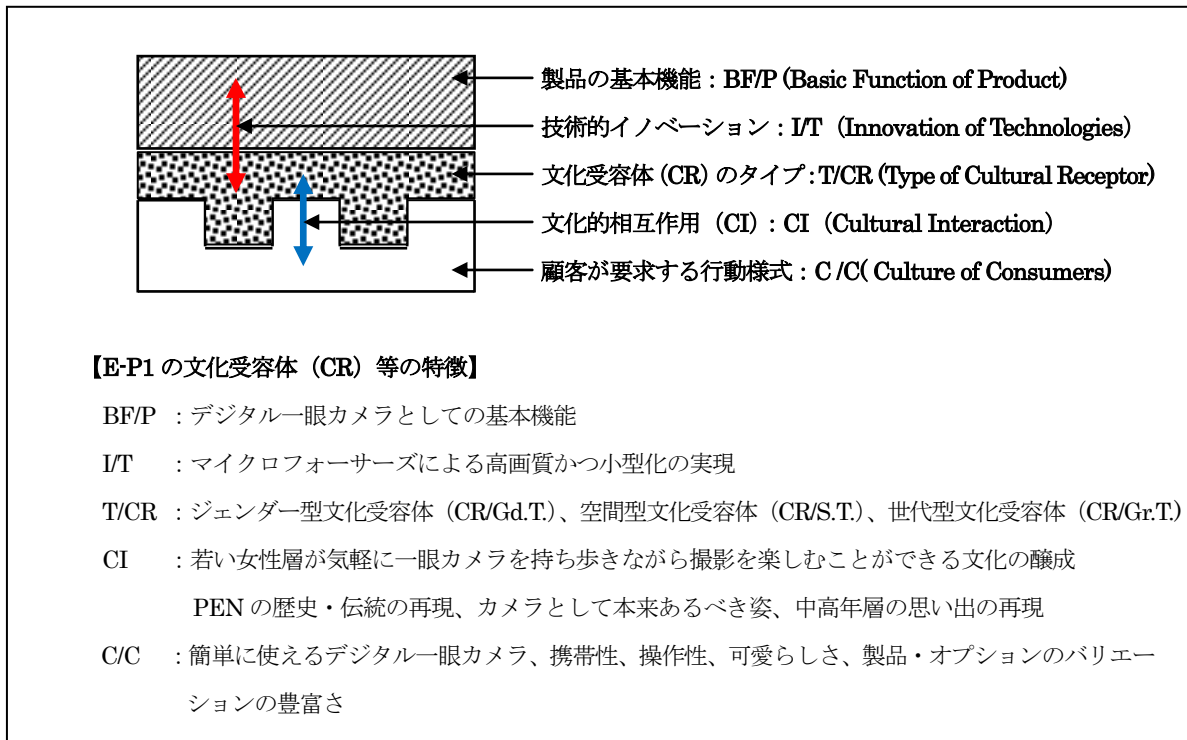 製品の基本機能：BF/P (Basic Function of Product)
技術的イノベーション：I/T（Innovation of Technologies）
文化受容体（CR）のタイプ：T/CR (Type of Cultural Receptor)
文化的相互作用（CI）：CI（Cultural Interaction）
顧客が要求する行動様式：C /C( Culture of Consumers)
【E-P1 の文化受容体（CR）等の特徴】
BF/P ：デジタル一眼カメラとしての基本機能
I/T ：マイクロフォーサーズによる高画質かつ小型化の実現
T/CR ：ジェンダー型文化受容体（CR/Gd.T.）、空間型文化受容体（CR/S.T.）、世代型文化受容体（CR/Gr.T.）
CI ：若い女性層が気軽に一眼カメラを持ち歩きながら撮影を楽しむことができる文化の醸成
PEN の歴史・伝統の再現、カメラとして本来あるべき姿、中高年層の思い出の再現
C/C ：簡単に使えるデジタル一眼カメラ、携帯性、操作性、可愛らしさ、製品・オプションのバリエー
ションの豊富さ